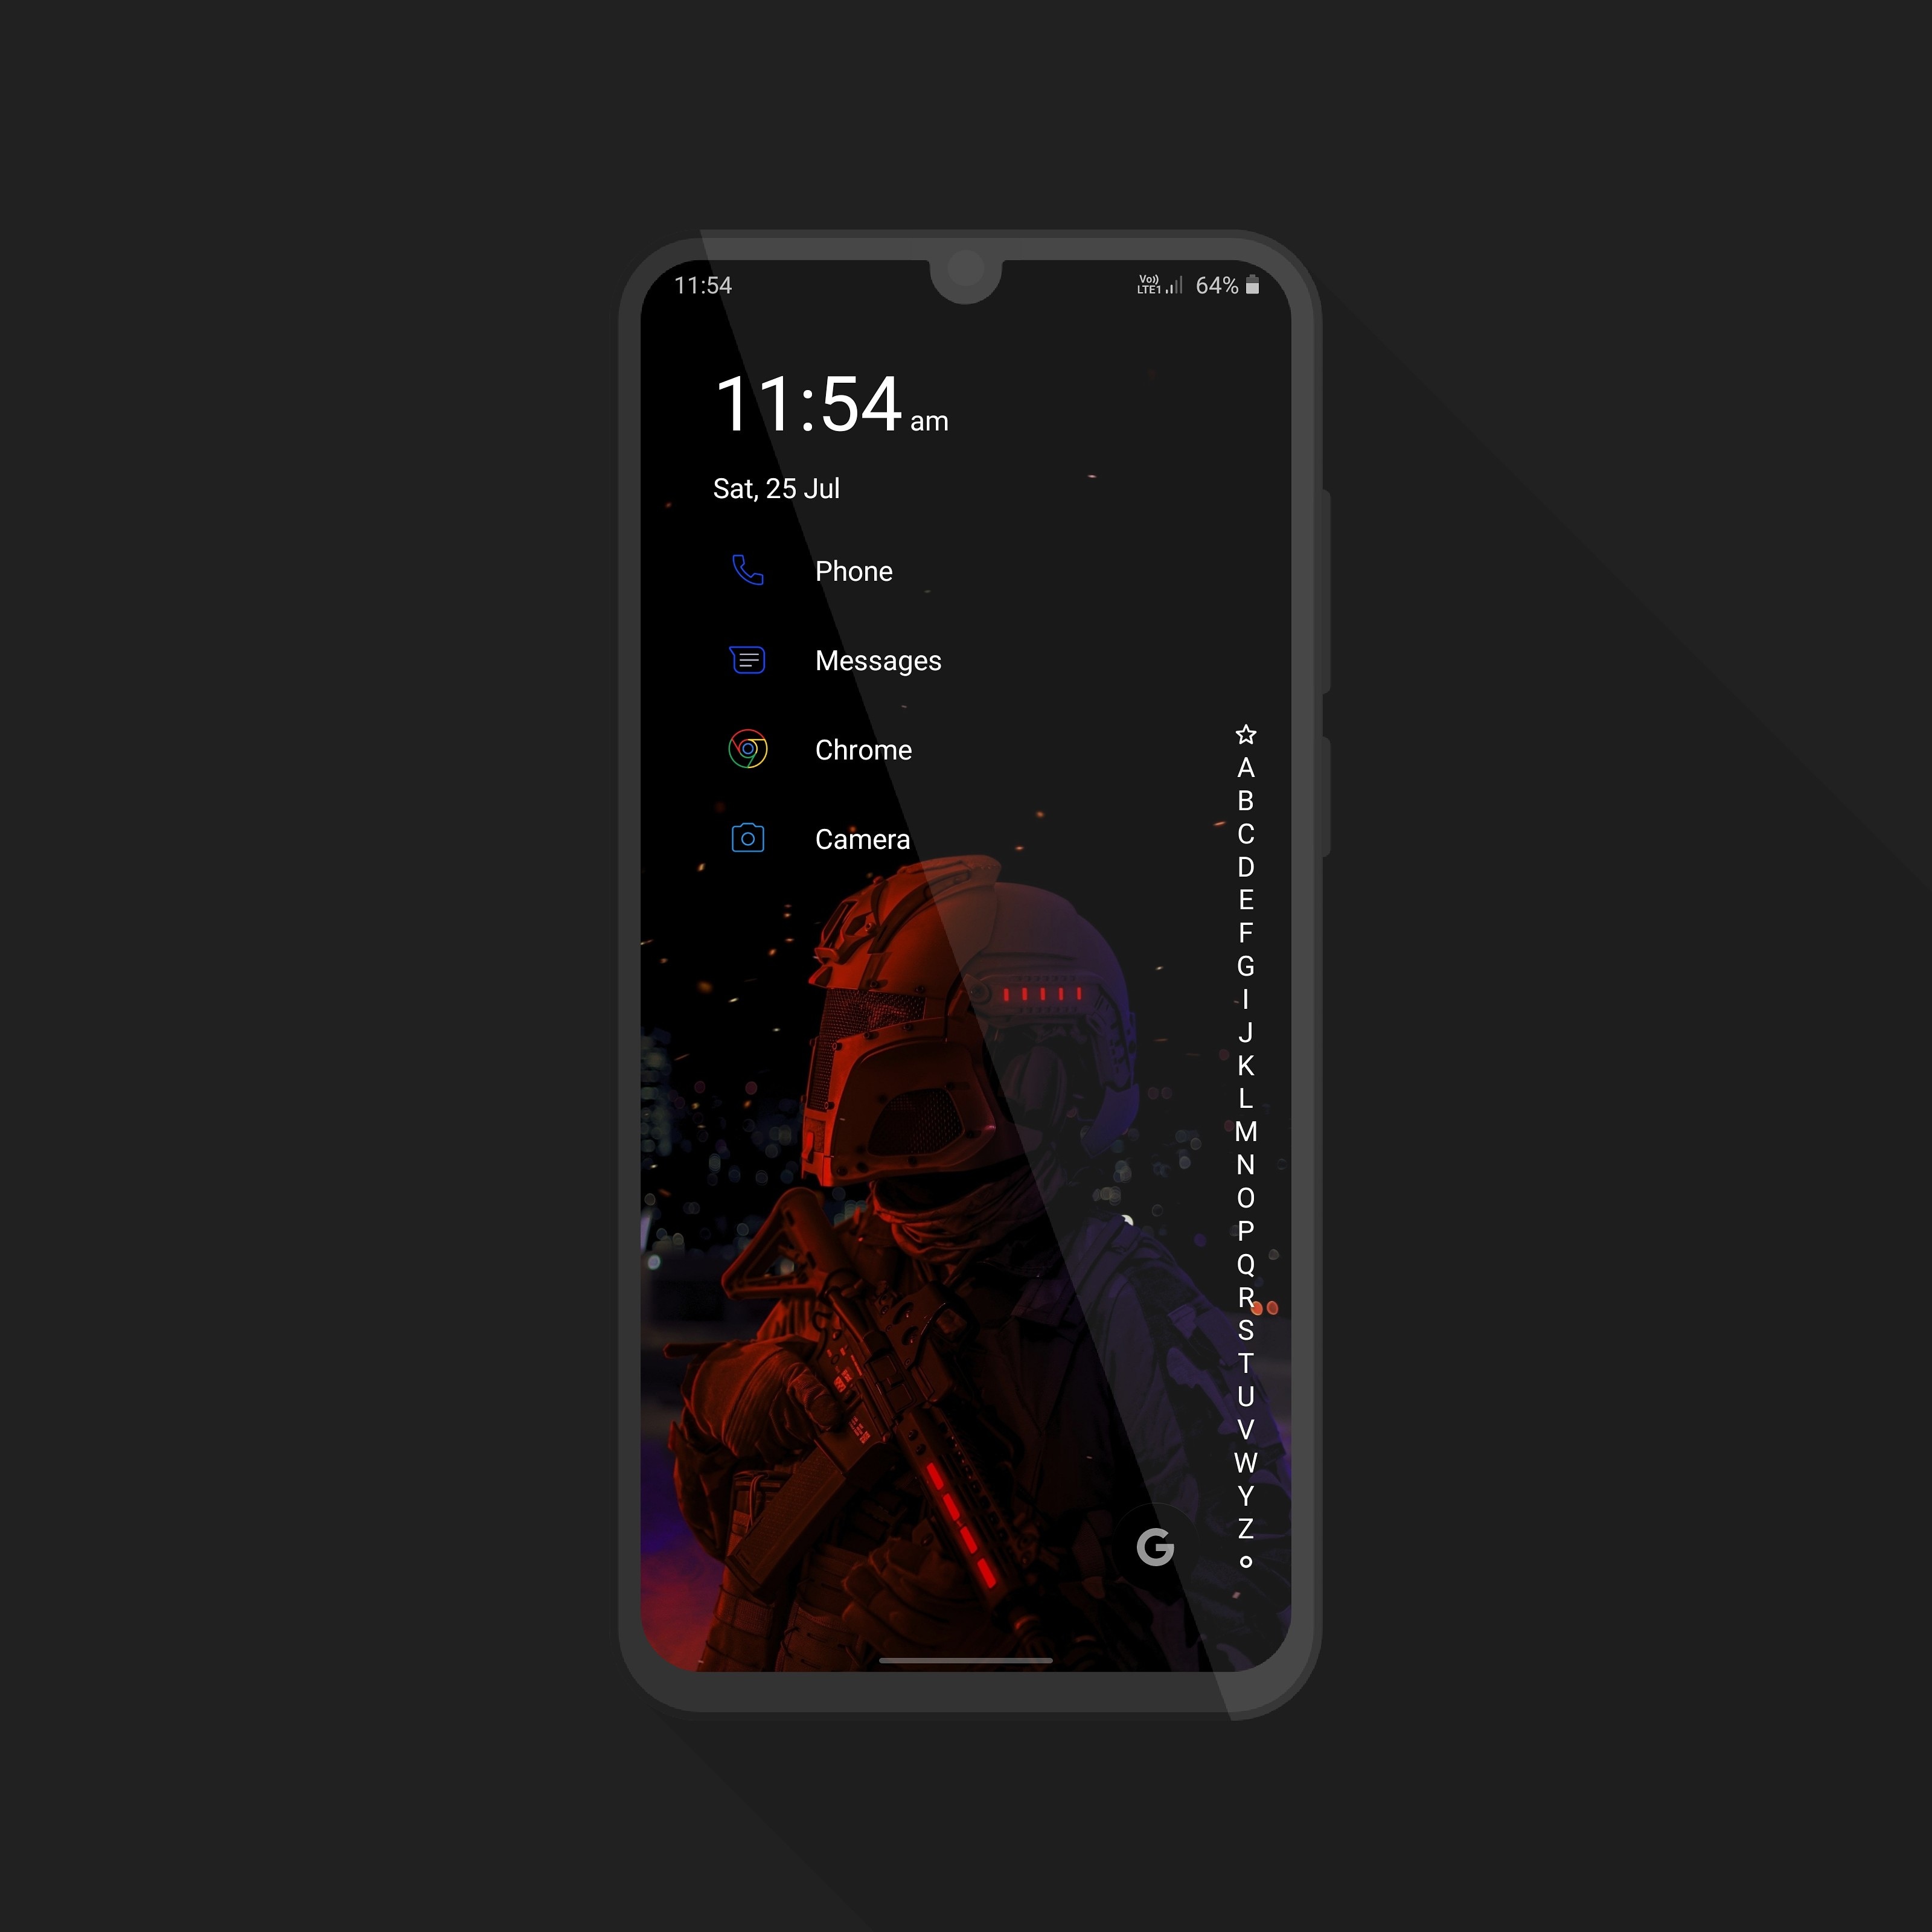 11:54
Vo)) LTE1 64%
11:54 am
Sat, 25 Jul
Phone
Messages
Chrome
Camera
A
B
C
D
E
F
G
I
J
K
L
M
N
O
P
Q
R
S
T
U
V
W
Y
Z
G